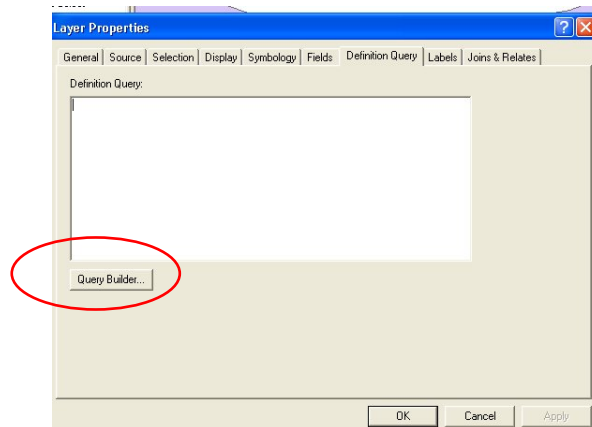 Layer Properties
General Source Selection Display Symbology Fields Definition Query Labels Joins & Relates
Definition Query:
Query Builder...
OK Cancel Apply